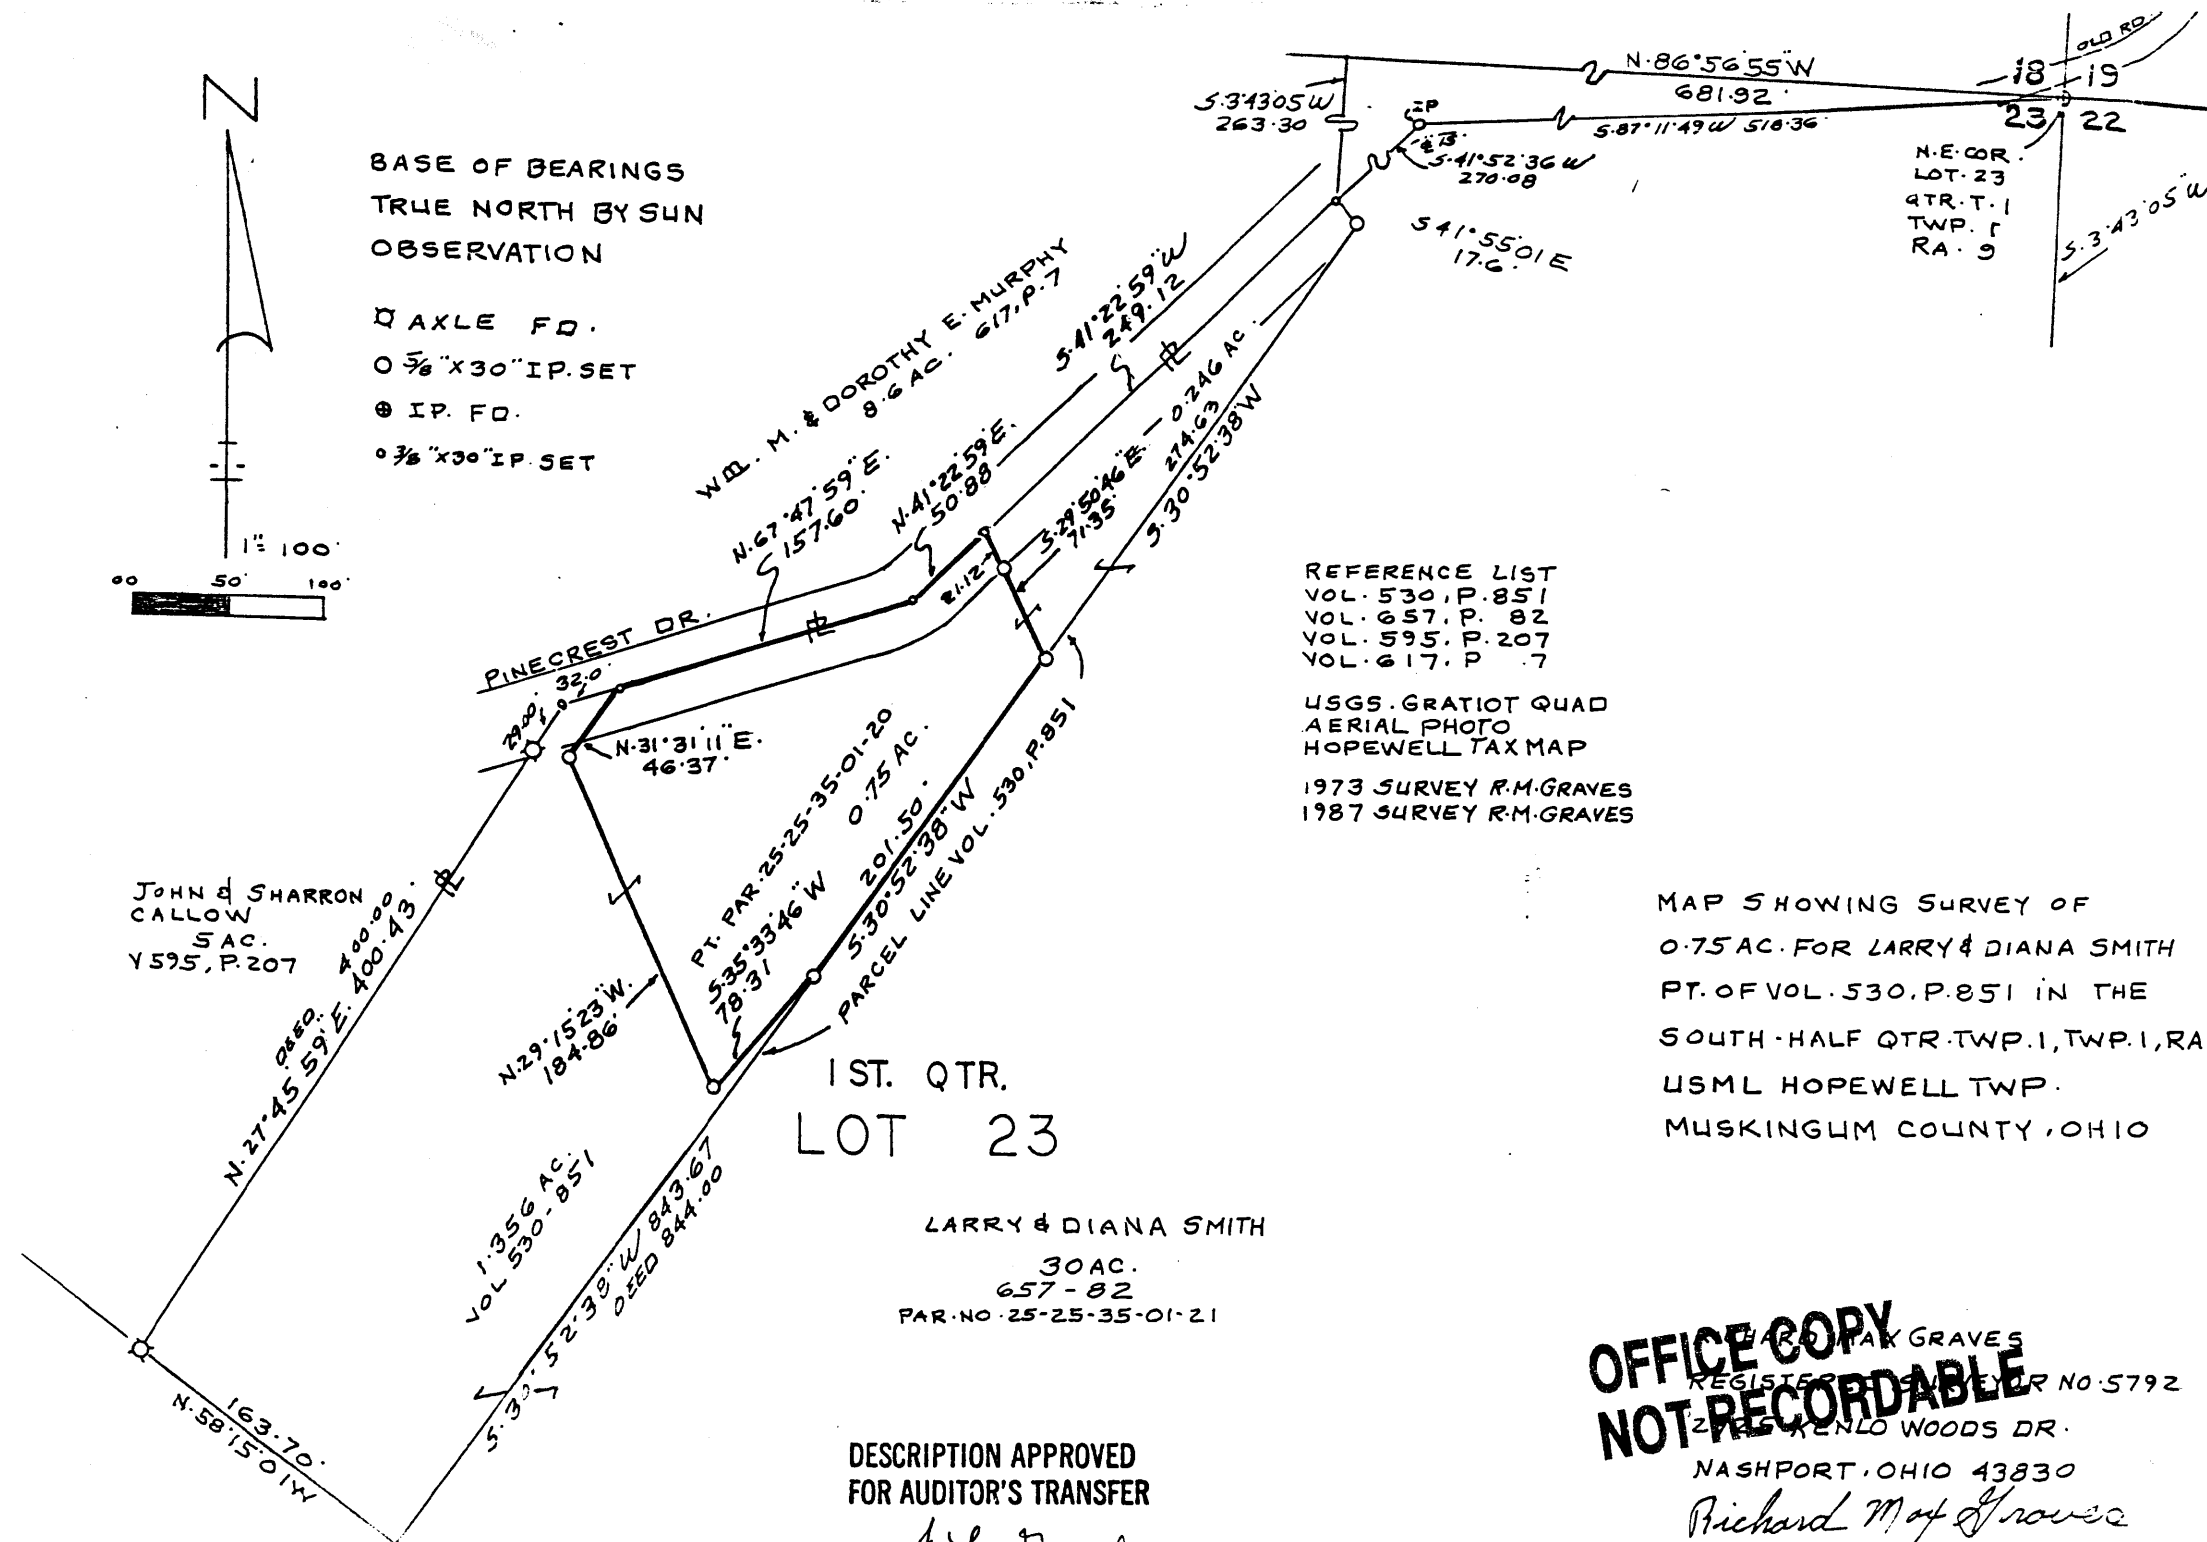 N
BASE OF BEARINGS
TRUE NORTH BY SUN
OBSERVATION
AXLE FD.
5/8"X30" IP.SET
IP. FD.
3/8"X30" IP.SET
1"= 100'
00 50' 100'
N.86°56'55"W
681.92'
OLD RD
18 19
23 22
S.3°43'05"W
263.30
IP
S.87°11'49"W 518.36'
S.41°52'36"W
270.08
S41°55'01"E
17.6'
N.E.COR.
LOT.23
QTR.T.1
TWP.1
RA.9
S.3°43'05"W
WM. M. & DOROTHY E. MURPHY
8.6 AC. 617, P.7
S.41°22'59"W
249.12
0.246 AC.
274.63
S.30°52'38"W
N.67°47'59"E.
157.60'
N.41°22'59"E.
50.88
S.29°50'46"E.
71.35'
21.12'
PINECREST DR.
32.0'
29.00'
N.31°31'11"E.
46.37'
REFERENCE LIST
VOL.530,P.851
VOL.657,P. 82
VOL.595.P.207
VOL.617,P .7
USGS.GRATIOT QUAD
AERIAL PHOTO
HOPEWELL TAX MAP
1973 SURVEY R.M.GRAVES
1987 SURVEY R.M.GRAVES
PT. PAR.25-25-35-01-20
0.75 AC.
201.50'
S.30°52'38"W
PARCEL LINE VOL.530,P.851
S.35°33'46"W
78.31
N.29°15'23"W.
184.86'
JOHN & SHARRON
CALLOW
5 AC.
V595, P.207
DEED. 400.00
N.27°45'59"E. 400.43'
1ST. QTR.
LOT 23
1.356 AC.
VOL 530-851
S.30°52'38"W 843.67
DEED 844.00
163.70'
N.58°15'01"W
LARRY & DIANA SMITH
30 AC.
657-82
PAR.NO.25-25-35-01-21
MAP SHOWING SURVEY OF
0.75 AC. FOR LARRY & DIANA SMITH
PT. OF VOL.530.P.851 IN THE
SOUTH-HALF QTR.TWP.1,TWP.1,RA
USML HOPEWELL TWP.
MUSKINGUM COUNTY, OHIO
OFFICE COPY
NOT RECORDABLE
RICHARD MAX GRAVES
REGISTERED SURVEYOR NO.5792
KENLO WOODS DR.
NASHPORT, OHIO 43830
Richard Max Graves
DESCRIPTION APPROVED
FOR AUDITOR'S TRANSFER